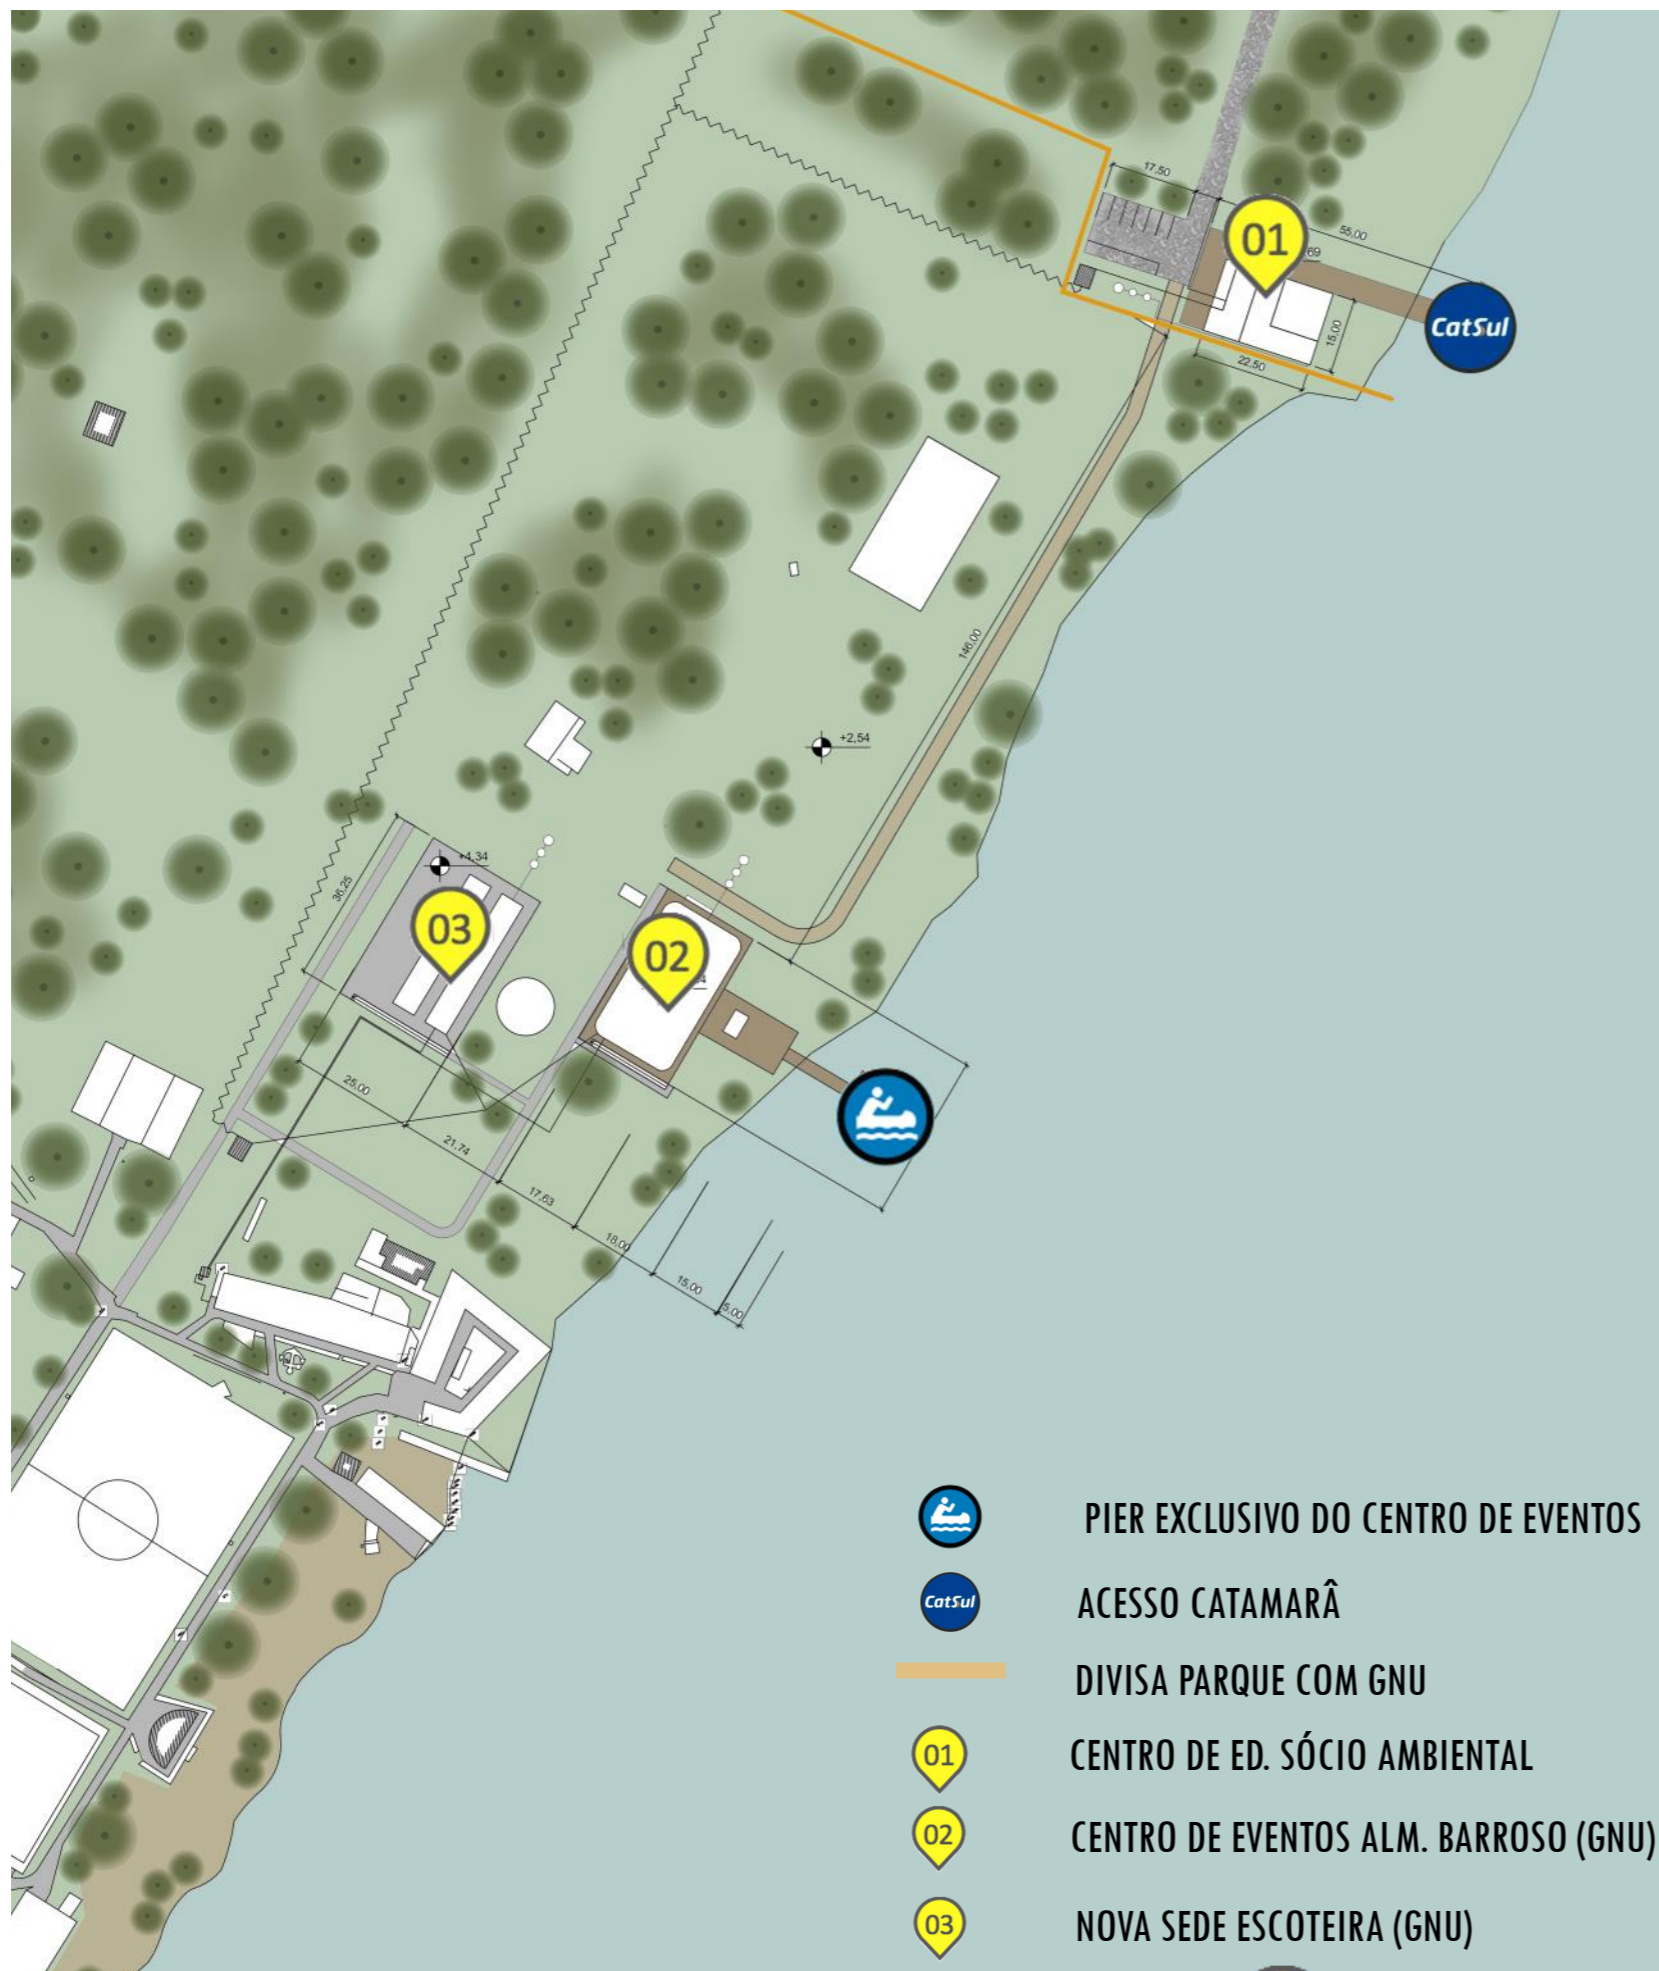 17,50
01
55,00
69
CatSul
15,00
22,50
146,00
+2,54
+4,34
36,25
03
02
25,00
21,74
17,63
18,00
15,00
5,00
PIER EXCLUSIVO DO CENTRO DE EVENTOS
CatSul
ACESSO CATAMARÂ
DIVISA PARQUE COM GNU
01
CENTRO DE ED. SÓCIO AMBIENTAL
02
CENTRO DE EVENTOS ALM. BARROSO (GNU)
03
NOVA SEDE ESCOTEIRA (GNU)